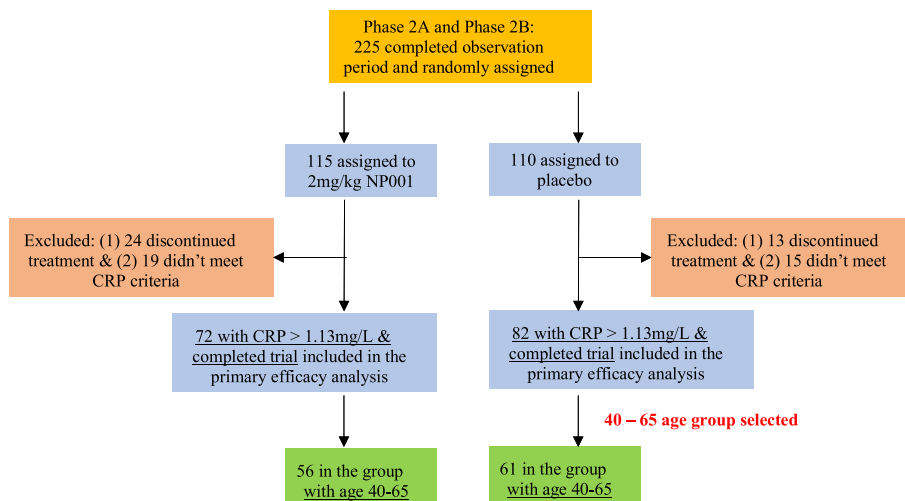 Phase 2A and Phase 2B:
225 completed observation
period and randomly assigned
115 assigned to
2mg/kg NP001
110 assigned to
placebo
Excluded: (1) 24 discontinued
treatment & (2) 19 didn't meet
CRP criteria
Excluded: (1) 13 discontinued
treatment & (2) 15 didn't meet
CRP criteria
72 with CRP > 1.13mg/L &
completed trial included in the
primary efficacy analysis
82 with CRP > 1.13mg/L &
completed trial included in the
primary efficacy analysis
40 – 65 age group selected
56 in the group
with age 40-65
61 in the group
with age 40-65